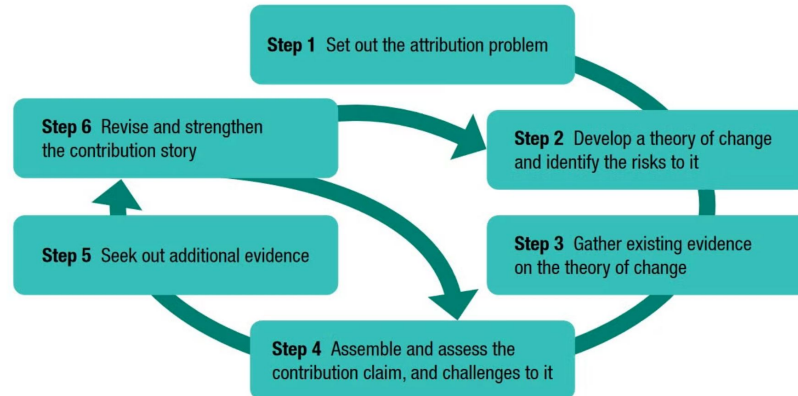 Step 1 Set out the attribution problem
Step 2 Develop a theory of change
and identify the risks to it
Step 3 Gather existing evidence
on the theory of change
Step 4 Assemble and assess the
contribution claim, and challenges to it
Step 5 Seek out additional evidence
Step 6 Revise and strengthen
the contribution story